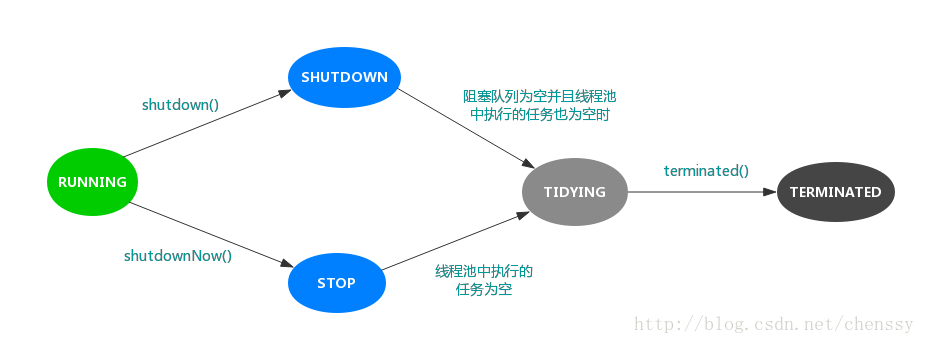 SHUTDOWN
shutdown()
阻塞队列为空并且线程池
中执行的任务也为空时
RUNNING
TIDYING
terminated()
TERMINATED
shutdownNow()
STOP
线程池中执行的
任务为空
http://blog.csdn.net/chenssy